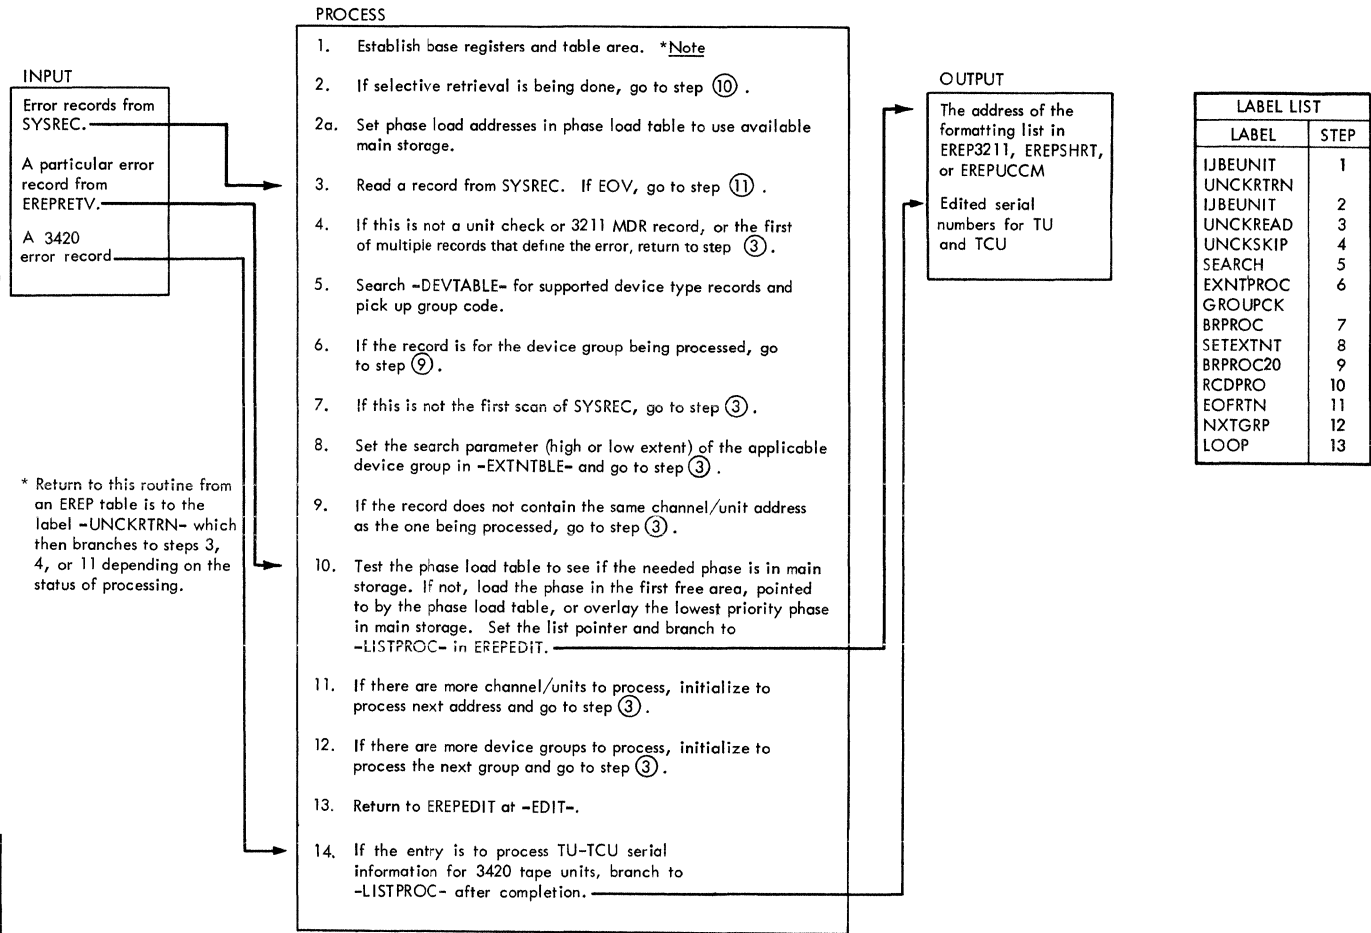 PROCESS
1. Establish base registers and table area. *Note
2. If selective retrieval is being done, go to step 10 .
2a. Set phase load addresses in phase load table to use available
main storage.
3. Read a record from SYSREC. If EOV, go to step 11 .
4. If this is not a unit check or 3211 MDR record, or the first
of multiple records that define the error, return to step 3 .
5. Search -DEVTABLE- for supported device type records and
pick up group code.
6. If the record is for the device group being processed, go
to step 9 .
7. If this is not the first scan of SYSREC, go to step 3 .
8. Set the search parameter (high or low extent) of the applicable
device group in -EXTNTBLE- and go to step 3 .
9. If the record does not contain the same channel/unit address
as the one being processed, go to step 3 .
10. Test the phase load table to see if the needed phase is in main
storage. If not, load the phase in the first free area, pointed
to by the phase load table, or overlay the lowest priority phase
in main storage. Set the list pointer and branch to
-LISTPROC- in EREPEDIT.
11. If there are more channel/units to process, initialize to
process next address and go to step 3 .
12. If there are more device groups to process, initialize to
process the next group and go to step 3 .
13. Return to EREPEDIT at -EDIT-.
14. If the entry is to process TU-TCU serial
information for 3420 tape units, branch to
-LISTPROC- after completion.
INPUT
Error records from
SYSREC.
A particular error
record from
EREPRETV.
A 3420
error record
* Return to this routine from
an EREP table is to the
label -UNCKRTRN- which
then branches to steps 3,
4, or 11 depending on the
status of processing.
OUTPUT
The address of the
formatting list in
EREP3211, EREPSHRT,
or EREPUCCM
Edited serial
numbers for TU
and TCU
LABEL LIST
LABEL STEP
IJBEUNIT 1
UNCKRTRN
IJBEUNIT 2
UNCKREAD 3
UNCKSKIP 4
SEARCH 5
EXNTPROC 6
GROUPCK
BRPROC 7
SETEXTNT 8
BRPROC20 9
RCDPRO 10
EOFRTN 11
NXTGRP 12
LOOP 13